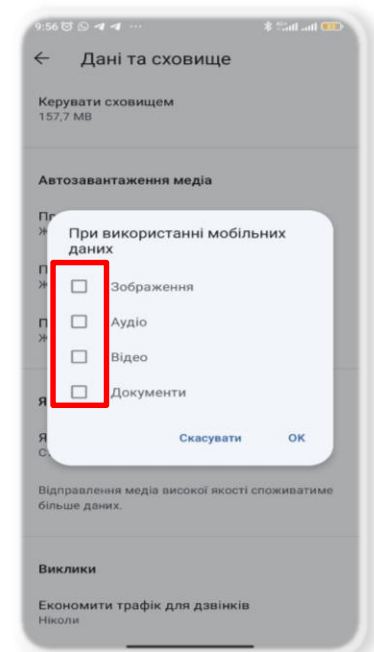 9:56
Дані та сховище
Керувати сховищем
157,7 MB
Автозавантаження медіа
При використанні мобільних
даних
Зображення
Аудіо
Відео
Документи
Скасувати
OK
Відправлення медіа високої якості споживатиме
більше даних.
Виклики
Економити трафік для дзвінків
Ніколи